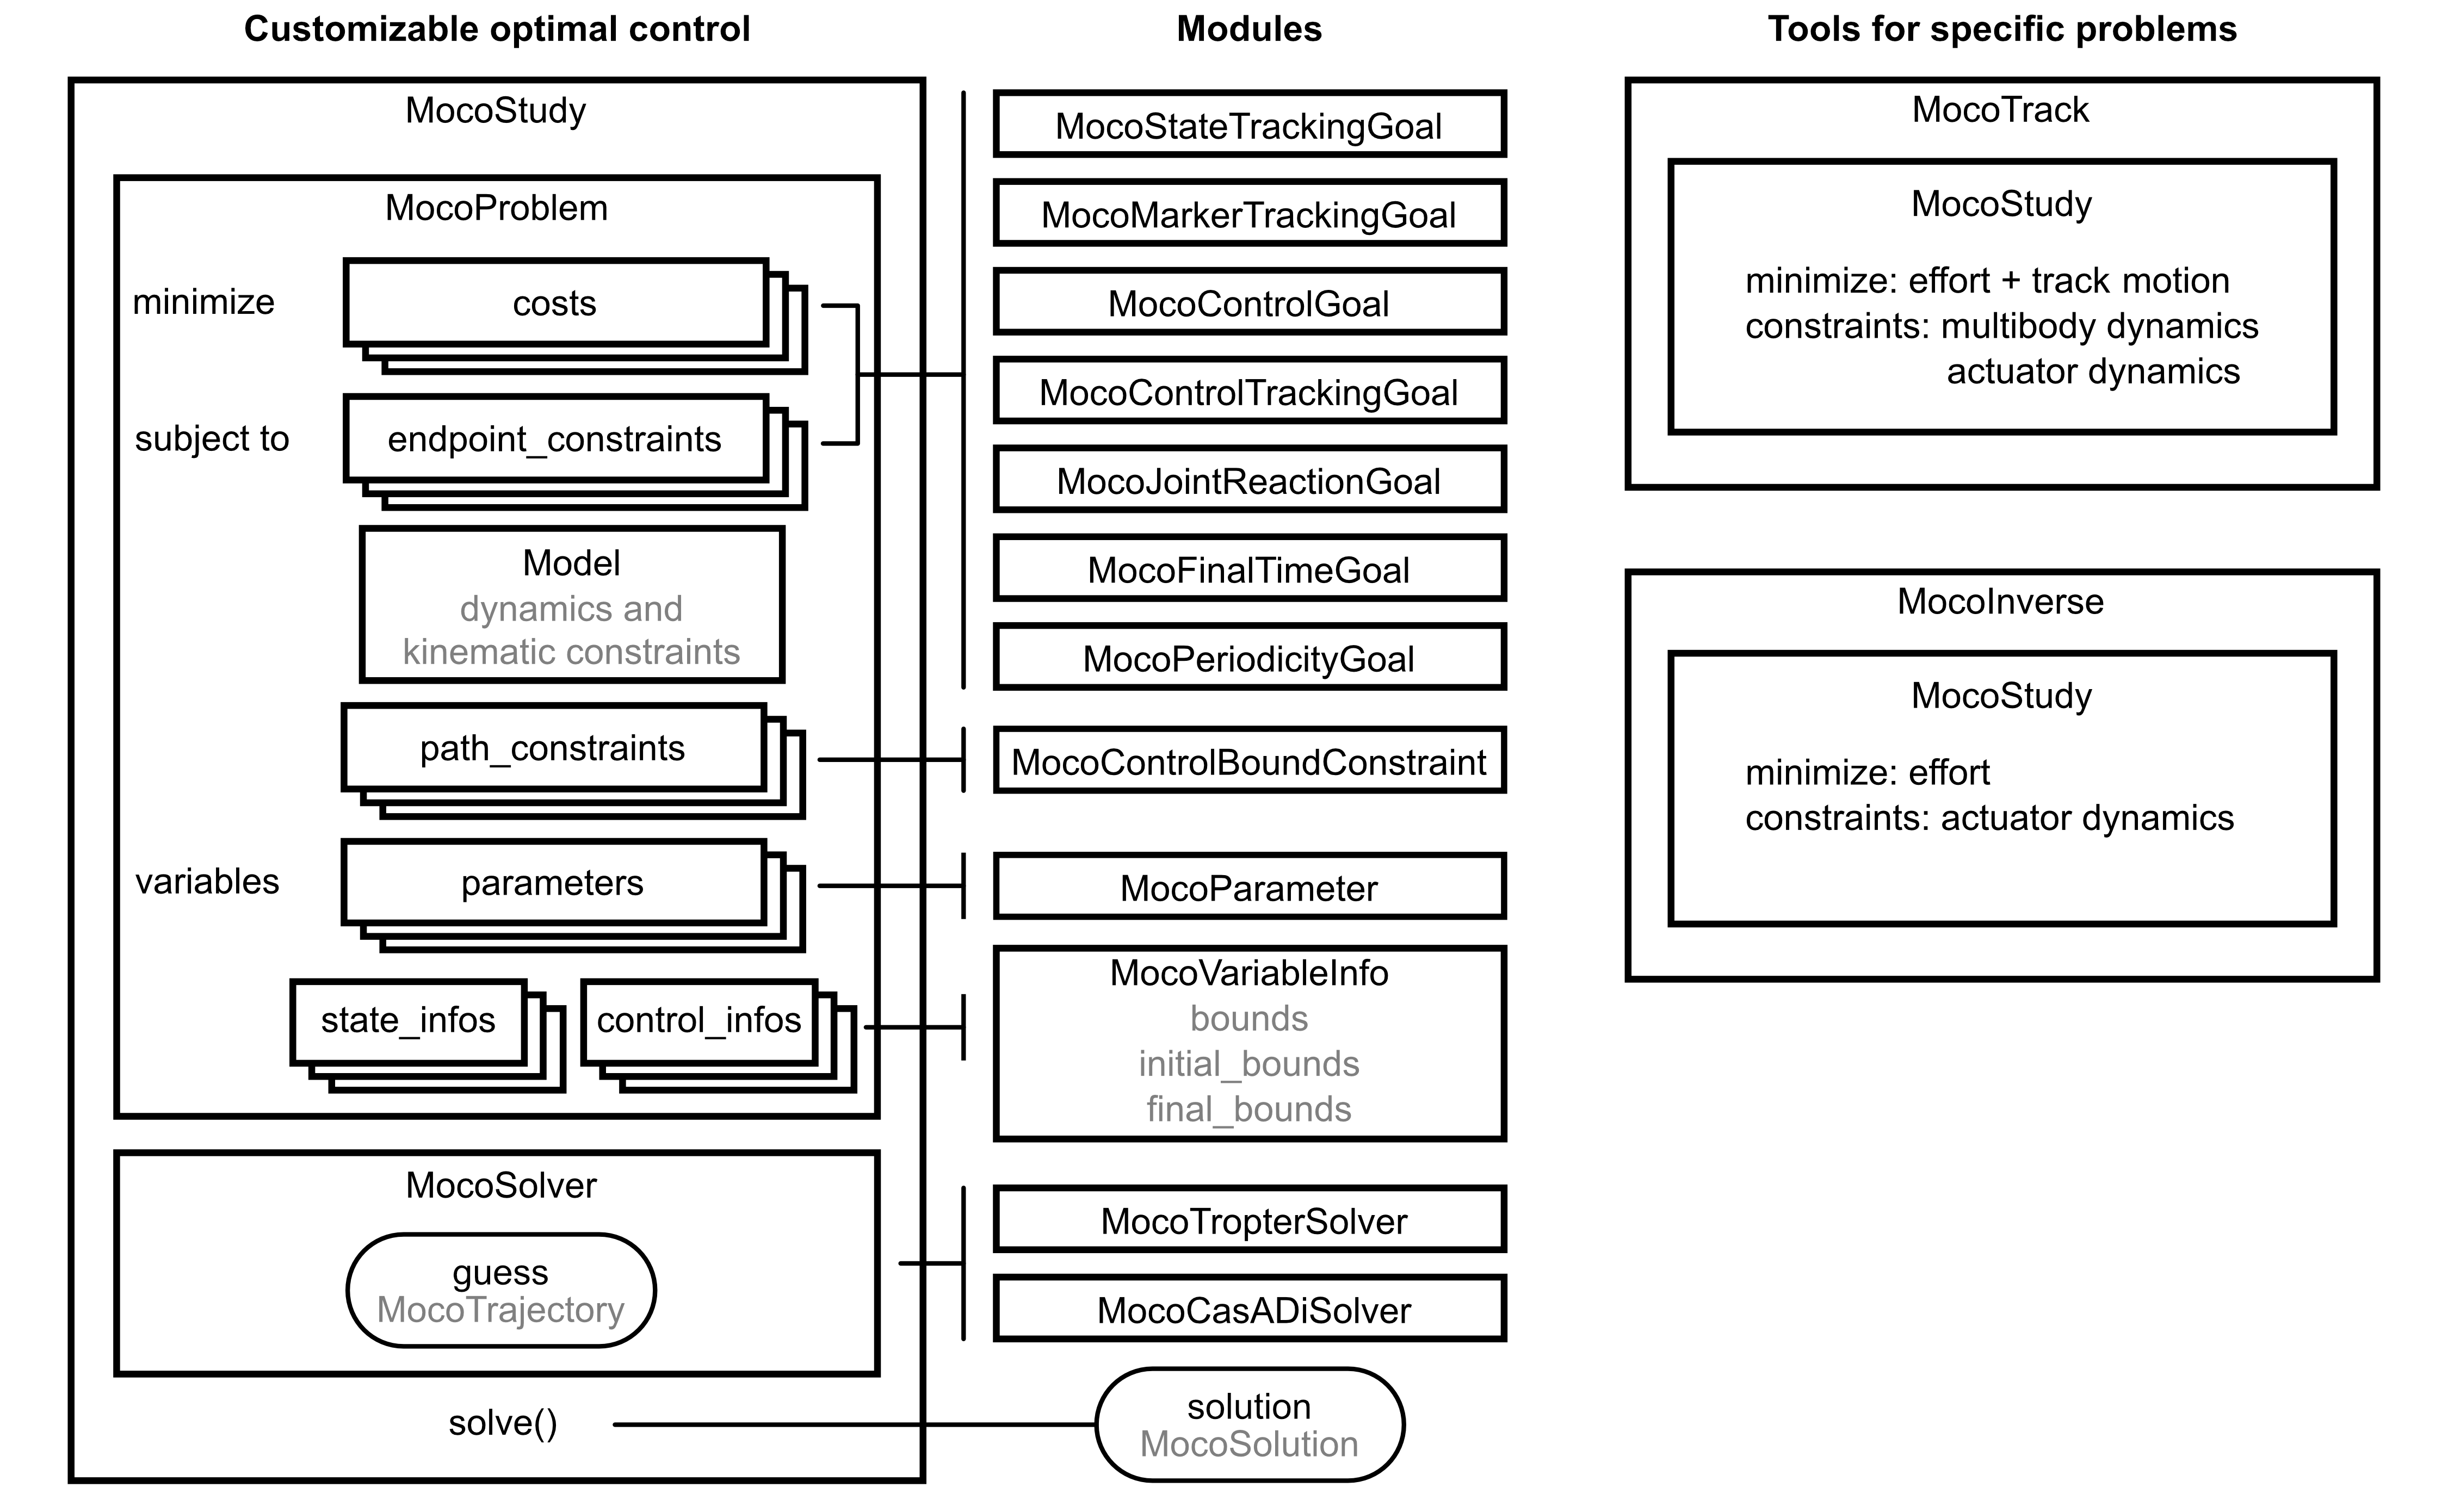 Customizable optimal control
MocoStudy
MocoProblem
minimize
costs
subject to
endpoint_constraints
Model
dynamics and
kinematic constraints
path_constraints
variables
parameters
state_infos
control_infos
MocoSolver
guess
MocoTrajectory
solve()
Modules
MocoStateTrackingGoal
MocoMarkerTrackingGoal
MocoControlGoal
MocoControlTrackingGoal
MocoJointReactionGoal
MocoFinalTimeGoal
MocoPeriodicityGoal
MocoControlBoundConstraint
MocoParameter
MocoVariableInfo
bounds
initial_bounds
final_bounds
MocoTropterSolver
MocoCasADiSolver
solution
MocoSolution
Tools for specific problems
MocoTrack
MocoStudy
minimize: effort + track motion
constraints: multibody dynamics
actuator dynamics
MocoInverse
MocoStudy
minimize: effort
constraints: actuator dynamics